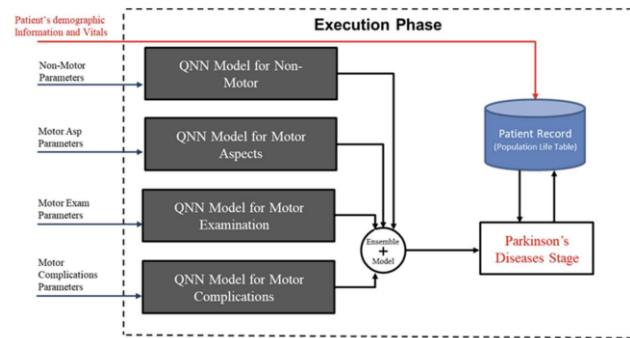 Patient's demographic
Information and Vitals
Execution Phase
Non-Motor
Parameters
QNN Model for Non-
Motor
Motor Asp
Parameters
QNN Model for Motor
Aspects
Motor Exam
Parameters
QNN Model for Motor
Examination
Motor
Complications
Parameters
QNN Model for Motor
Complications
Ensemble
+
Model
Patient Record
(Population Life Table)
Parkinson's
Diseases Stage